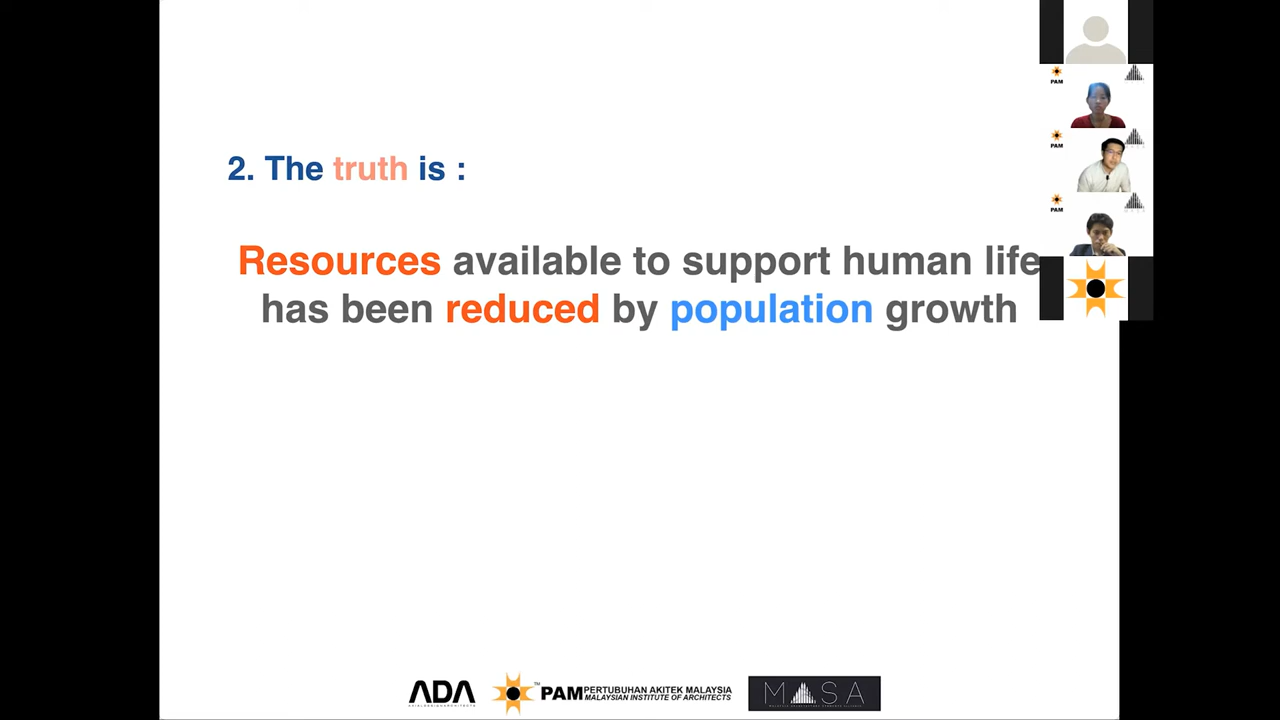 2. The truth is :
Resources available to support human life
has been reduced by population growth
PAM
PAM
PAM
ADA
TM
PAM PERTUBUHAN AKITEK MALAYSIA
MALAYSIAN INSTITUTE OF ARCHITECTS
MASA